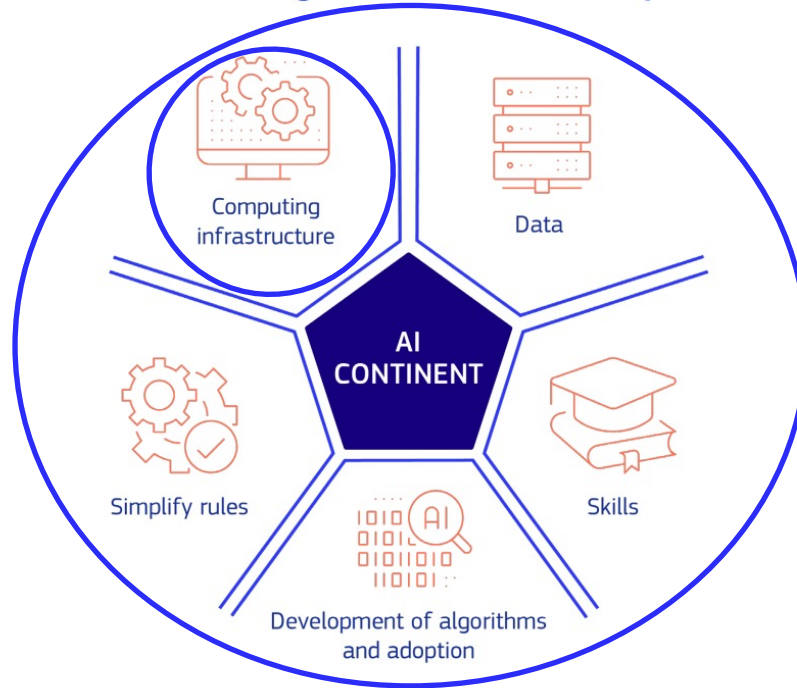 Computing
infrastructure
Data
AI
CONTINENT
Simplify rules
Skills
AI
Development of algorithms
and adoption